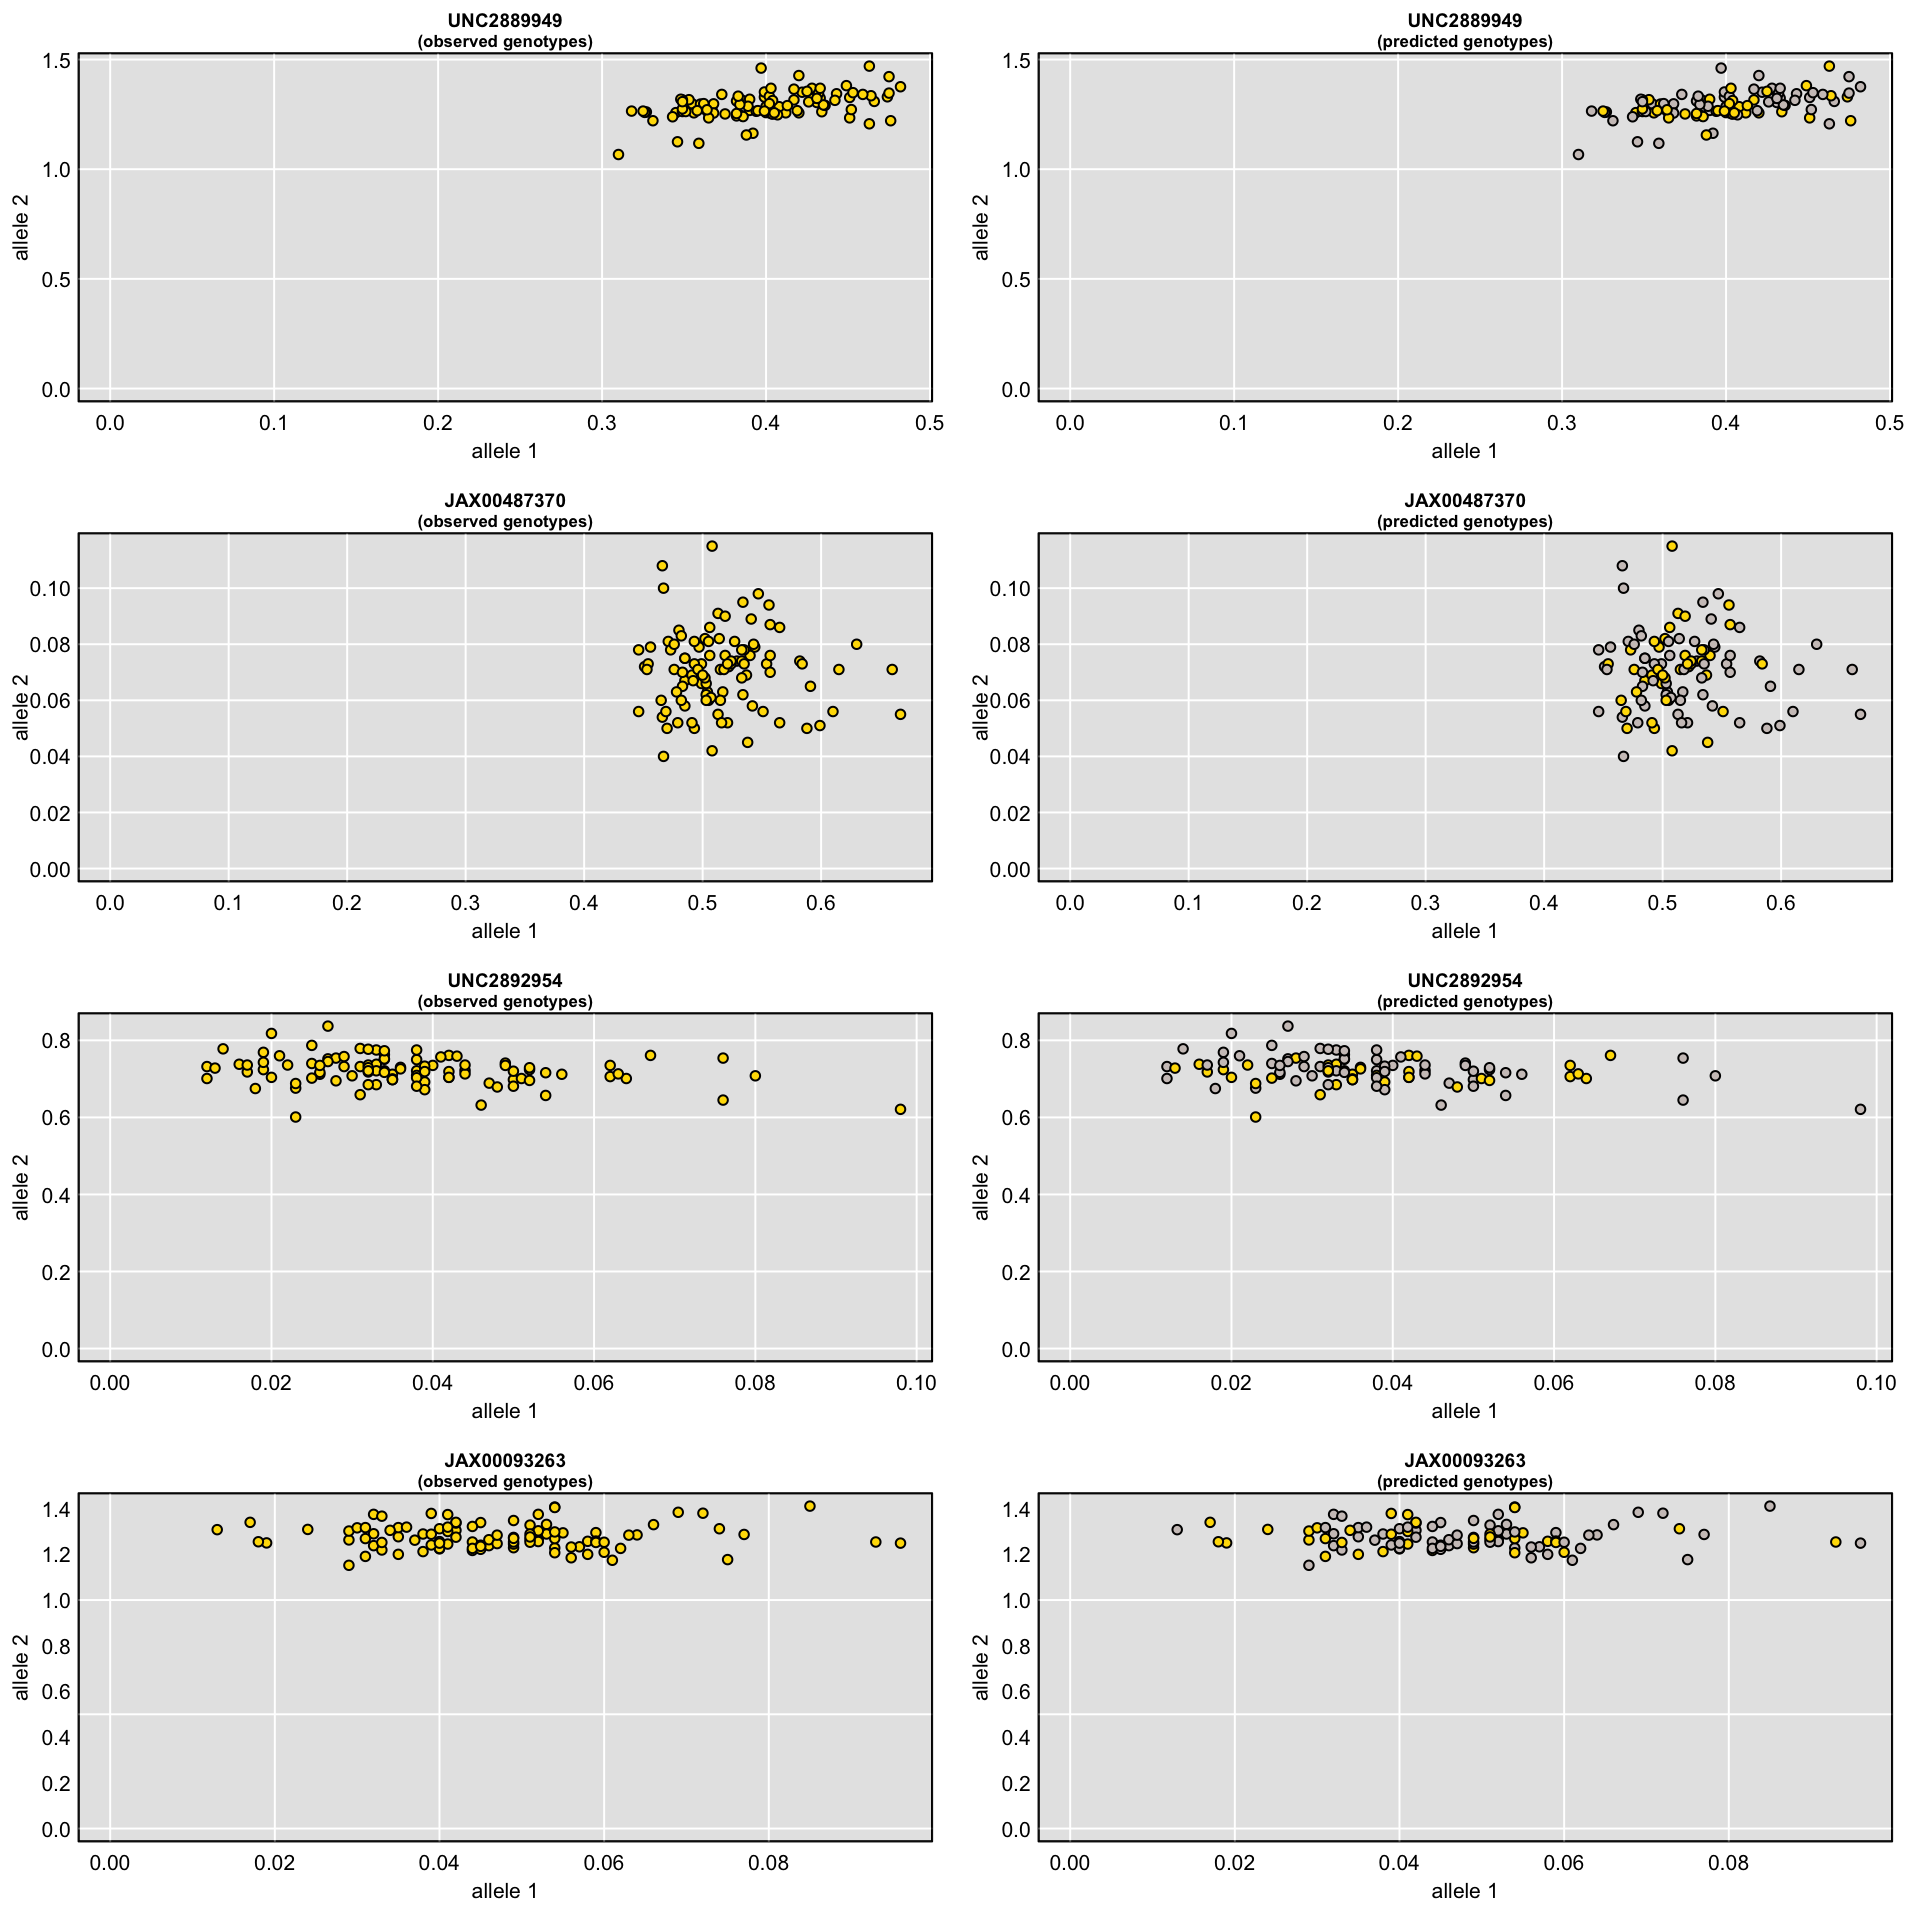 UNC2889949
(observed genotypes)
1.5
1.0
0.5
0.0
allele 2
0.0 0.1 0.2 0.3 0.4 0.5
allele 1
UNC2889949
(predicted genotypes)
1.5
1.0
0.5
0.0
allele 2
0.0 0.1 0.2 0.3 0.4 0.5
allele 1
JAX00487370
(observed genotypes)
0.10
0.08
0.06
0.04
0.02
0.00
allele 2
0.0 0.1 0.2 0.3 0.4 0.5 0.6
allele 1
JAX00487370
(predicted genotypes)
0.10
0.08
0.06
0.04
0.02
0.00
allele 2
0.0 0.1 0.2 0.3 0.4 0.5 0.6
allele 1
UNC2892954
(observed genotypes)
0.8
0.6
0.4
0.2
0.0
allele 2
0.00 0.02 0.04 0.06 0.08 0.10
allele 1
UNC2892954
(predicted genotypes)
0.8
0.6
0.4
0.2
0.0
allele 2
0.00 0.02 0.04 0.06 0.08 0.10
allele 1
JAX00093263
(observed genotypes)
1.4
1.2
1.0
0.8
0.6
0.4
0.2
0.0
allele 2
0.00 0.02 0.04 0.06 0.08
allele 1
JAX00093263
(predicted genotypes)
1.4
1.2
1.0
0.8
0.6
0.4
0.2
0.0
allele 2
0.00 0.02 0.04 0.06 0.08
allele 1